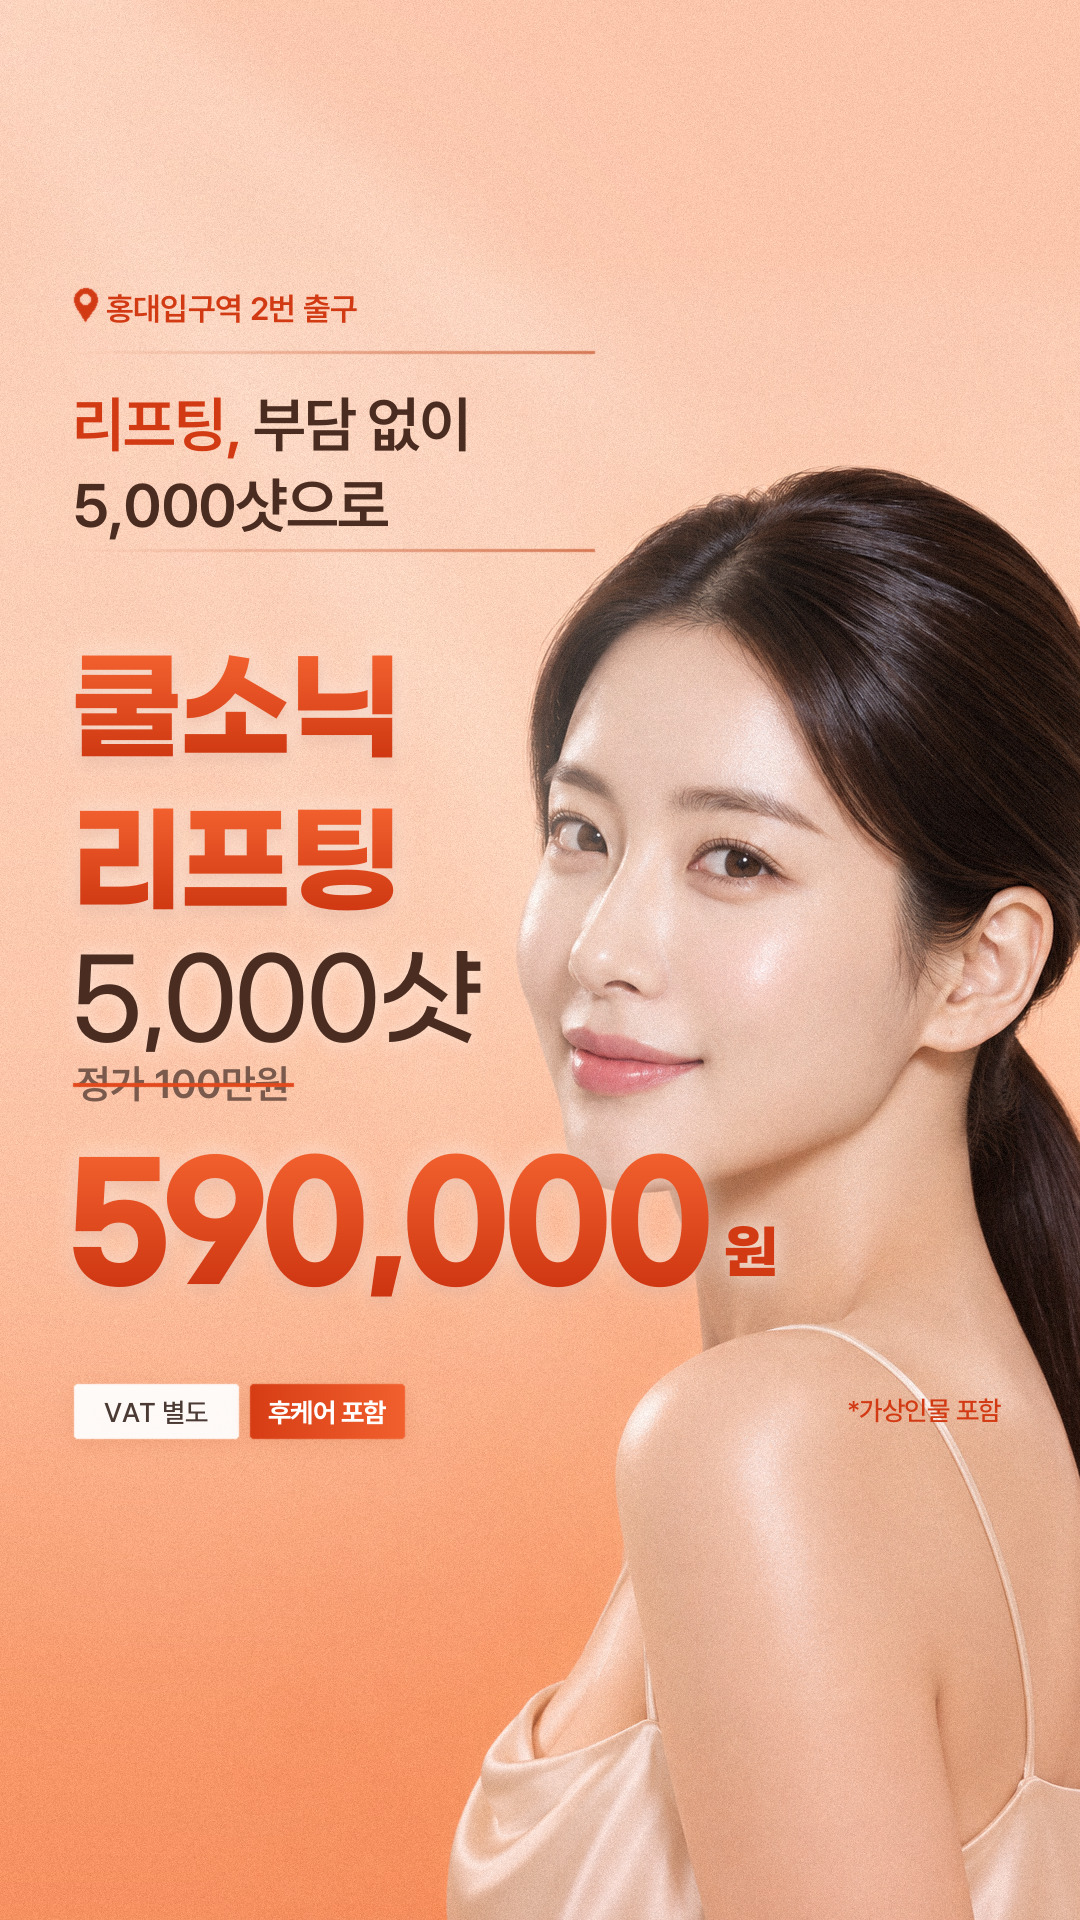 홍대입구역 2번 출구
리프팅, 부담 없이
5,000샷으로
쿨소닉
리프팅
5,000샷
정가 100만원
590,000 원
VAT 별도
후케어 포함
*가상인물 포함